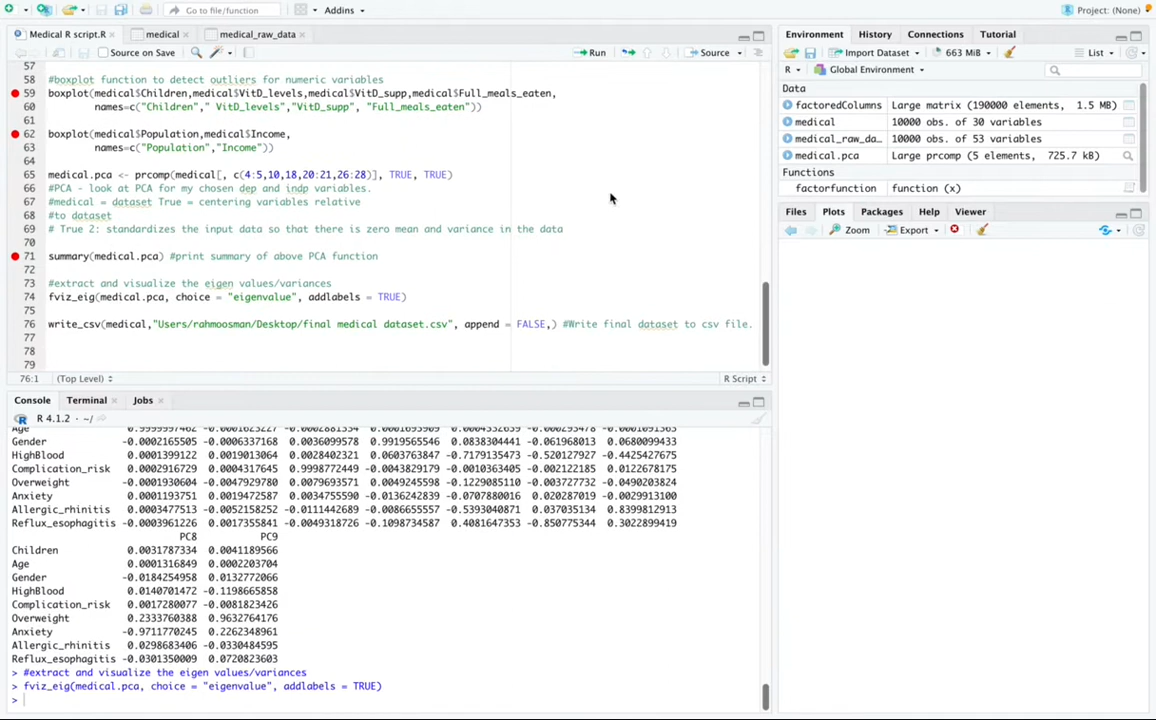 Go to file/function
Addins
Project: (None)
Medical R script.R
medical
medical_raw_data
Source on Save
Run
Source
57
58 #boxplot function to detect outliers for numeric variables
59 boxplot(medical$Children,medical$VitD_levels,medical$VitD_supp,medical$Full_meals_eaten,
60 names=c("Children"," VitD_levels","VitD_supp", "Full_meals_eaten"))
61
62 boxplot(medical$Population,medical$Income,
63 names=c("Population","Income"))
64
65 medical.pca <- prcomp(medical[, c(4:5,10,18,20:21,26:28)], TRUE, TRUE)
66 #PCA - look at PCA for my chosen dep and indp variables.
67 #medical = dataset True = centering variables relative
68 #to dataset
69 # True 2: standardizes the input data so that there is zero mean and variance in the data
70
71 summary(medical.pca) #print summary of above PCA function
72
73 #extract and visualize the eigen values/variances
74 fviz_eig(medical.pca, choice = "eigenvalue", addlabels = TRUE)
75
76 write_csv(medical,"Users/rahmoosman/Desktop/final medical dataset.csv", append = FALSE,) #Write final dataset to csv file.
77
78
79
76:1 (Top Level) R Script
Console Terminal Jobs
R 4.1.2 · ~/
Gender -0.0002165505 -0.0006337168 0.0036099578 0.9919565546 0.0838304441 -0.061968013 0.0680099433
HighBlood 0.0001399122 0.0019013064 0.0028402321 0.0603763847 -0.7179135473 -0.520127927 -0.4425427675
Complication_risk 0.0002916729 0.0004317645 0.9998772449 -0.0043829179 -0.0010363405 -0.002122185 0.0122678175
Overweight -0.0001930604 -0.0047929780 0.0079693571 0.0049245598 -0.1229085110 -0.003727732 -0.0490203824
Anxiety 0.0001193751 0.0019472587 0.0034755590 -0.0136242839 -0.0707880016 0.020287019 -0.0029913100
Allergic_rhinitis 0.0003477513 -0.0052158252 -0.0111442689 -0.0086655557 -0.5393040871 0.037035134 0.8399812913
Reflux_esophagitis -0.0003961226 0.0017355841 -0.0049318726 -0.1098734587 0.4081647353 -0.850775344 0.3022899419
PC8 PC9
Children 0.0031787334 0.0041189566
Age 0.0001316849 0.0002203704
Gender -0.0184254958 0.0132772066
HighBlood 0.0140701472 -0.1198665858
Complication_risk 0.0017280077 -0.0081823426
Overweight 0.2333760388 0.9632764176
Anxiety -0.9711770245 0.2262348961
Allergic_rhinitis 0.0298683406 -0.0330484595
Reflux_esophagitis -0.0301350009 0.0720823603
> #extract and visualize the eigen values/variances
> fviz_eig(medical.pca, choice = "eigenvalue", addlabels = TRUE)
>
Environment History Connections Tutorial
Import Dataset 663 MiB List
R Global Environment
Data
factoredColumns Large matrix (190000 elements, 1.5 MB)
medical 10000 obs. of 30 variables
medical_raw_da… 10000 obs. of 53 variables
medical.pca Large prcomp (5 elements, 725.7 kB)
Functions
factorfunction function (x)
Files Plots Packages Help Viewer
Zoom Export